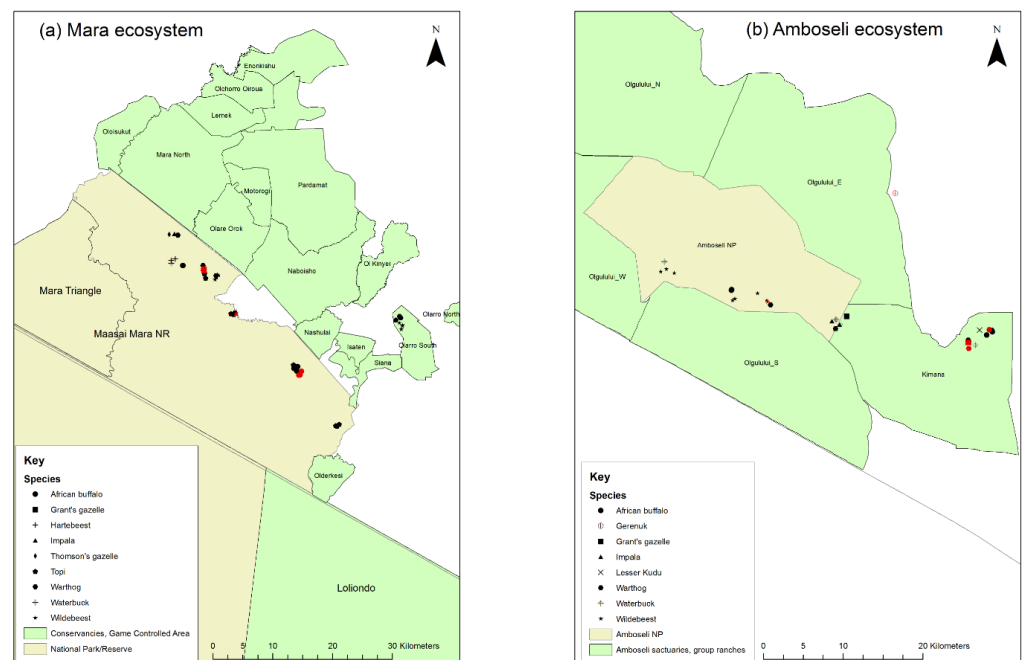 (a) Mara ecosystem
N
Enonkishu
Olchorro Oiroua
Lemek
Oloisukut
Mara North
Pardamat
Motorogi
Olare Orok
Ol Kinyei
Naboisho
Mara Triangle
Maasai Mara NR
Olarro North
Nashulai
Isaten
Olarro South
Siana
Olderkesi
Loliondo
Key
Species
African buffalo
Grant's gazelle
Hartebeest
Impala
Thomson's gazelle
Topi
Warthog
Waterbuck
Wildebeest
Conservancies, Game Controlled Area
National Park/Reserve
0 5 10 20 30 Kilometers
(b) Amboseli ecosystem
N
Olgulului_N
Olgulului_E
Amboseli NP
Olgulului_W
Olgulului_S
Kimana
Key
Species
African buffalo
Gerenuk
Grant's gazelle
Impala
Lesser Kudu
Warthog
Waterbuck
Wildebeest
Amboseli NP
Amboseli sactuaries, group ranches
0 5 10 20 Kilometers